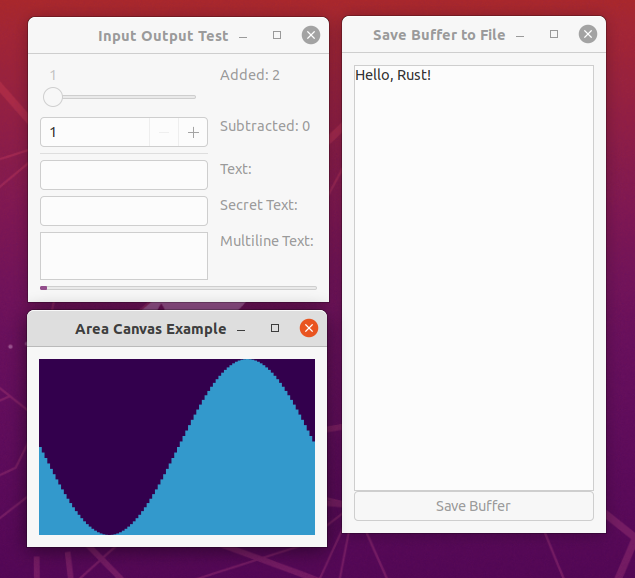 Input Output Test
1
Added: 2
1
Subtracted: 0
Text:
Secret Text:
Multiline Text:
Area Canvas Example
Save Buffer to File
Hello, Rust!
Save Buffer